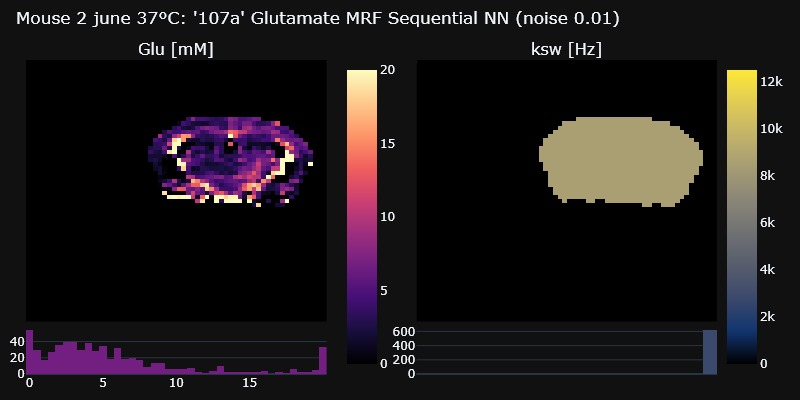 Mouse 2 june 37ºC: '107a' Glutamate MRF Sequential NN (noise 0.01)
Glu [mM]
ksw [Hz]
20
15
10
5
0
12k
10k
8k
6k
4k
2k
0
40
20
0
0
5
10
15
600
400
200
0